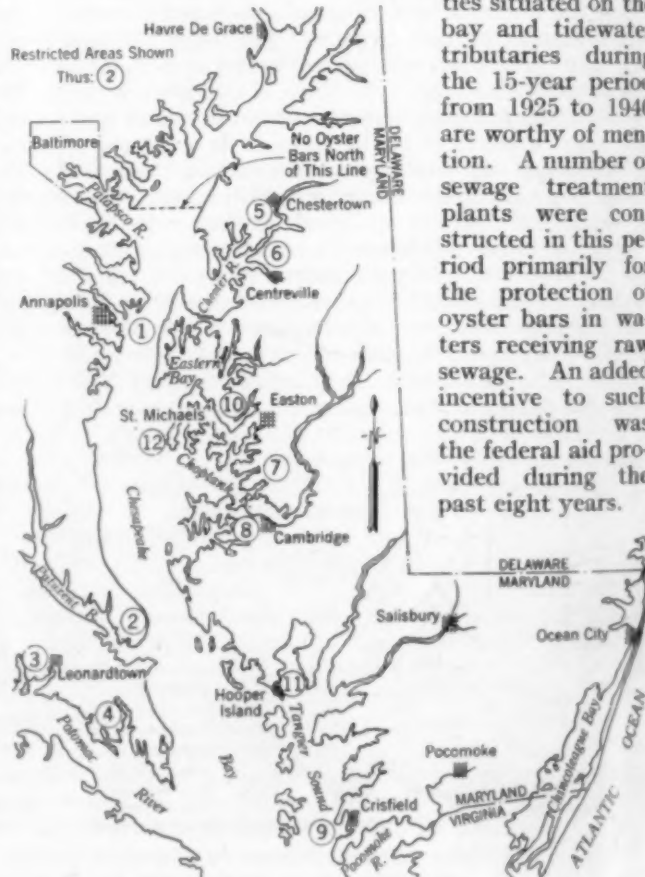 ties situated on the
bay and tidewater
tributaries during
the 15-year period
from 1925 to 1940
are worthy of men-
tion. A number of
sewage treatment
plants were con-
structed in this pe-
riod primarily for
the protection of
oyster bars in wa-
ters receiving raw
sewage. An added
incentive to such
construction was
the federal aid pro-
vided during the
past eight years.
Havre De Grace
Restricted Areas Shown
Thus: 2
Baltimore
No Oyster
Bars North
of This Line
DELAWARE
MARYLAND
Patapsco R.
5
Chestertown
6
Chester R.
Centreville
Annapolis
1
Eastern
Bay
10
Easton
St. Michaels
12
Choptank
7
Chesapeake
8
Cambridge
DELAWARE
MARYLAND
Patuxent R.
2
Salisbury
Ocean City
3
Leonardtown
11
Hooper
Island
4
Potomac
River
Tangier
Sound
Bay
Pocomoke
Chincoteague Bay
OCEAN
ATLANTIC
MARYLAND
VIRGINIA
Crisfield
9
Pocomoke
R.